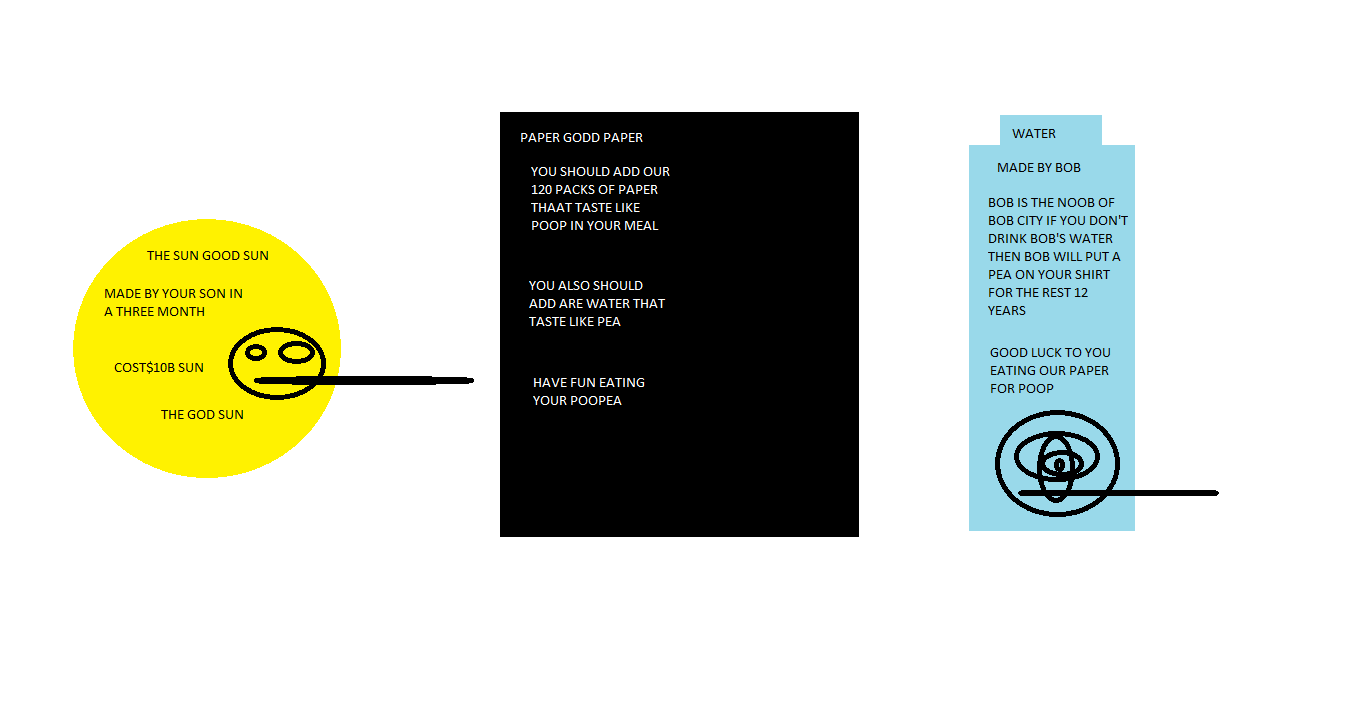 THE SUN GOOD SUN
MADE BY YOUR SON IN
A THREE MONTH
COST$10B SUN
THE GOD SUN
PAPER GODD PAPER
YOU SHOULD ADD OUR
120 PACKS OF PAPER
THAAT TASTE LIKE
POOP IN YOUR MEAL
YOU ALSO SHOULD
ADD ARE WATER THAT
TASTE LIKE PEA
HAVE FUN EATING
YOUR POOPEA
WATER
MADE BY BOB
BOB IS THE NOOB OF
BOB CITY IF YOU DON'T
DRINK BOB'S WATER
THEN BOB WILL PUT A
PEA ON YOUR SHIRT
FOR THE REST 12
YEARS
GOOD LUCK TO YOU
EATING OUR PAPER
FOR POOP